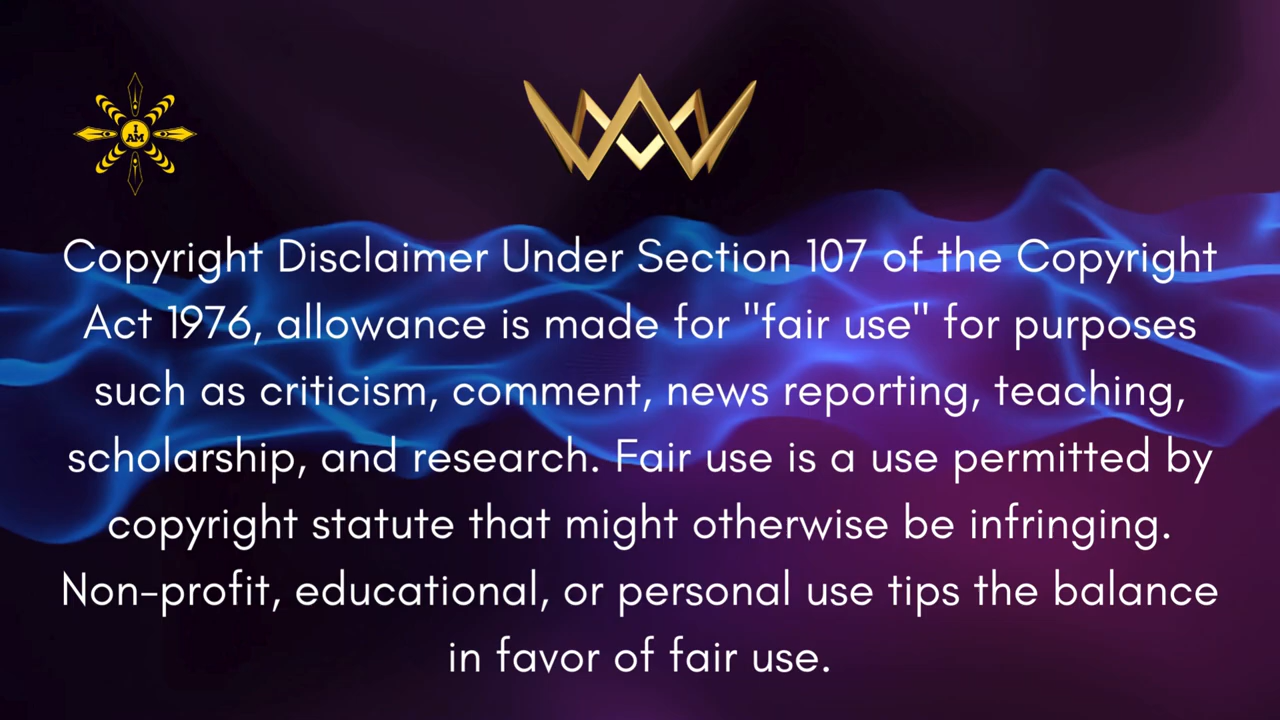 I
AM
Copyright Disclaimer Under Section 107 of the Copyright
Act 1976, allowance is made for "fair use" for purposes
such as criticism, comment, news reporting, teaching,
scholarship, and research. Fair use is a use permitted by
copyright statute that might otherwise be infringing.
Non-profit, educational, or personal use tips the balance
in favor of fair use.